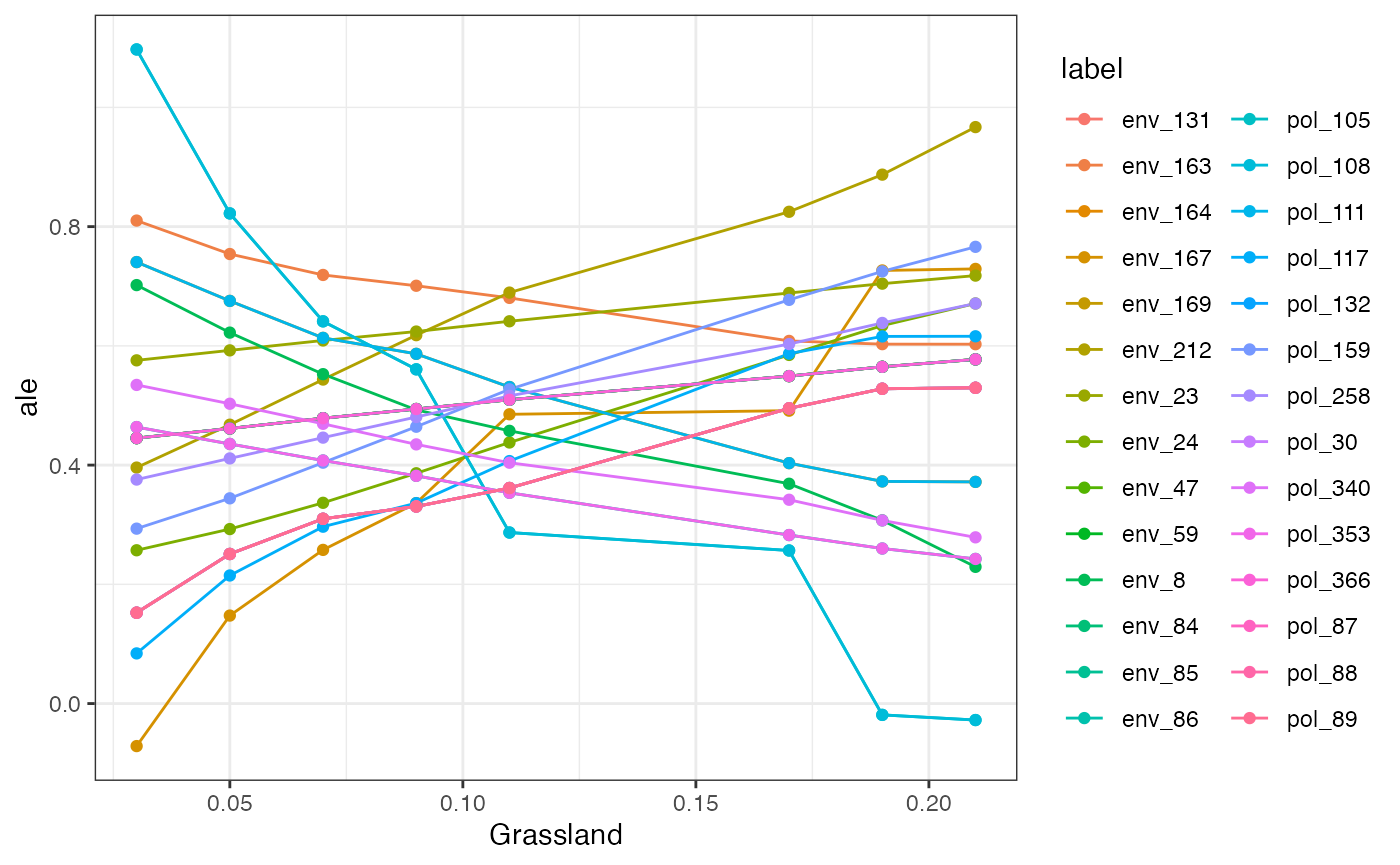 label
env_131 pol_105
env_163 pol_108
env_164 pol_111
env_167 pol_117
env_169 pol_132
env_212 pol_159
env_23 pol_258
env_24 pol_30
env_47 pol_340
env_59 pol_353
env_8 pol_366
env_84 pol_87
env_85 pol_88
env_86 pol_89
ale
0.8
0.4
0.0
0.05 0.10 0.15 0.20
Grassland